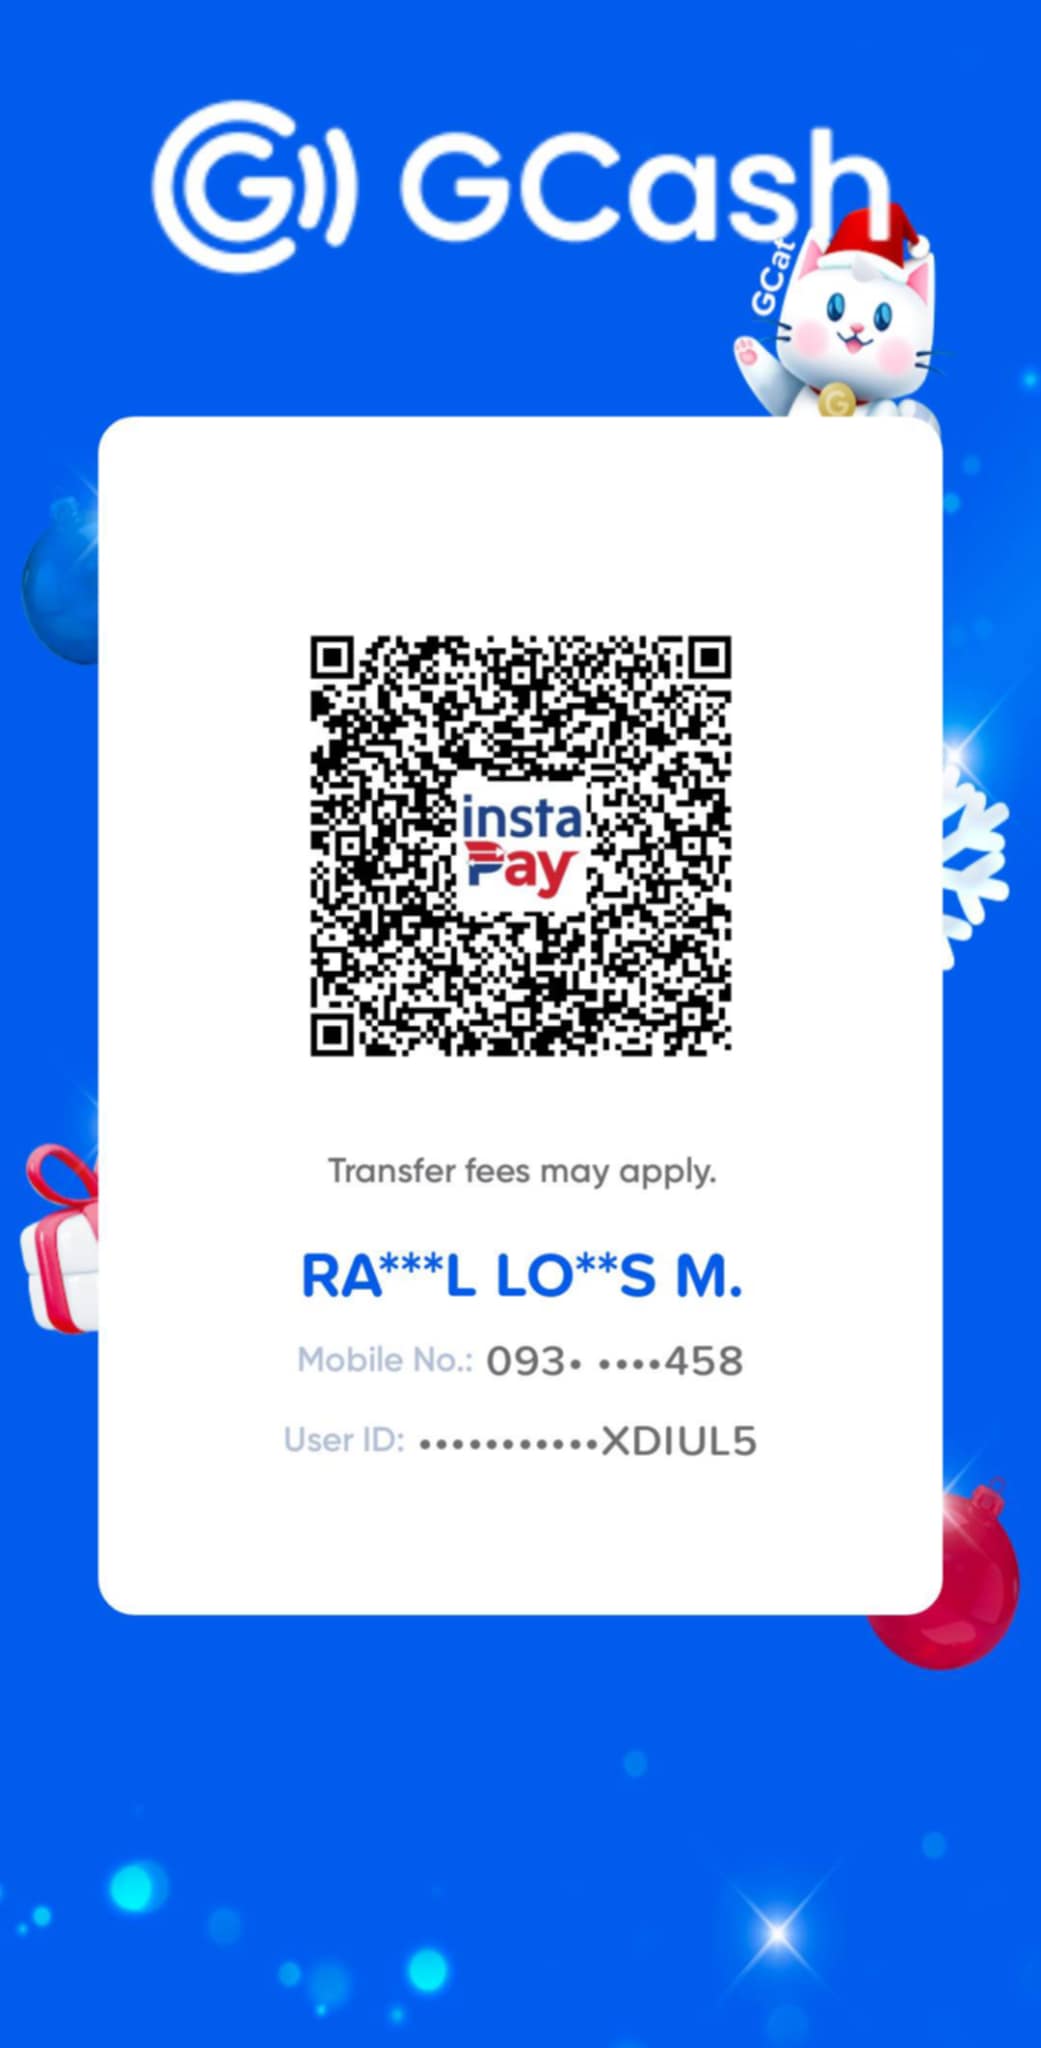 GCash
GCat
insta
Pay
Transfer fees may apply.
RA***L LO**S M.
Mobile No.: 093• ••••458
User ID: •••••••••••XDIUL5